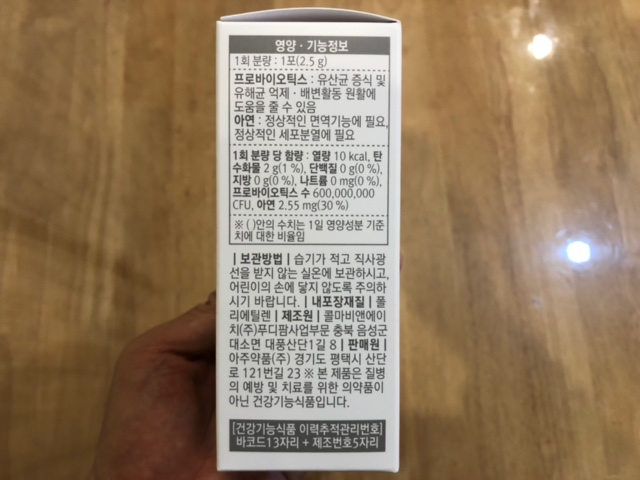 영양 · 기능정보
1회 분량 : 1포(2.5 g)
프로바이오틱스 : 유산균 증식 및
유해균 억제 · 배변활동 원활에
도움을 줄 수 있음
아연 : 정상적인 면역기능에 필요,
정상적인 세포분열에 필요
1회 분량 당 함량 : 열량 10 kcal, 탄
수화물 2 g(1 %), 단백질 0 g(0 %),
지방 0 g(0 %), 나트륨 0 mg(0 %),
프로바이오틱스 수 600,000,000
CFU, 아연 2.55 mg(30 %)
※ ( )안의 수치는 1일 영양성분 기준
치에 대한 비율임
| 보관방법 | 습기가 적고 직사광
선을 받지 않는 실온에 보관하시고,
어린이의 손에 닿지 않도록 주의하
시기 바랍니다. | 내포장재질 | 폴
리에틸렌 | 제조원 | 콜마비앤에이
치(주)푸디팜사업부문 충북 음성군
대소면 대풍산단1길 8 | 판매원 |
아주약품(주) 경기도 평택시 산단
로 121번길 23 ※ 본 제품은 질병
의 예방 및 치료를 위한 의약품이
아닌 건강기능식품입니다.
[건강기능식품 이력추적관리번호]
바코드13자리 + 제조번호5자리